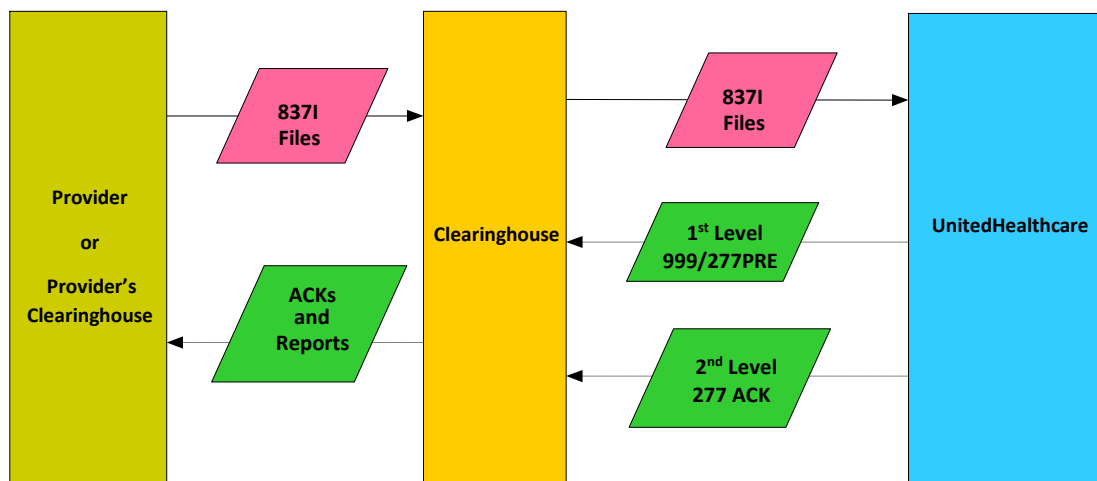 Provider
or
Provider's
Clearinghouse
837I
Files
ACKs
and
Reports
Clearinghouse
837I
Files
1st Level
999/277PRE
2nd Level
277 ACK
UnitedHealthcare